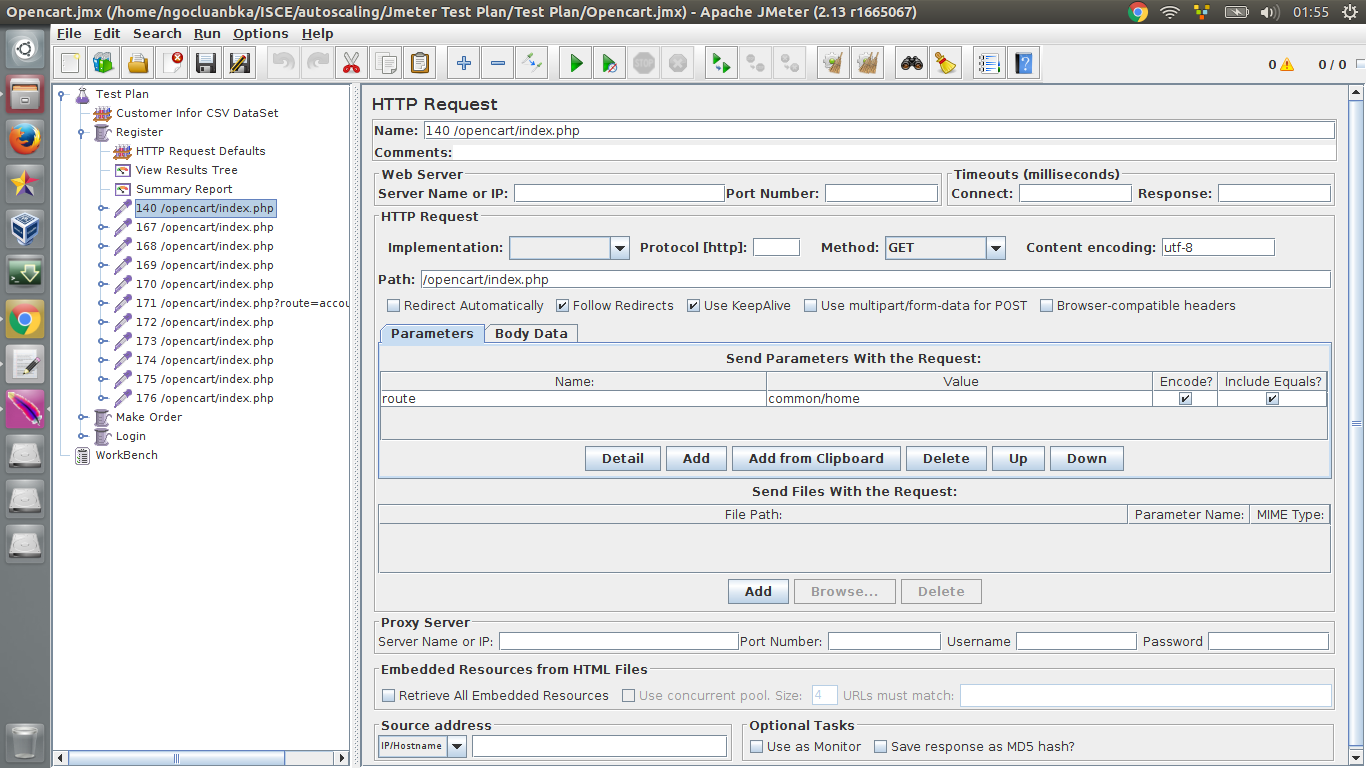 Opencart.jmx (/home/ngocluanbka/ISCE/autoscaling/Jmeter Test Plan/Test Plan/Opencart.jmx) - Apache JMeter (2.13 r1665067) 01:55
File Edit Search Run Options Help
0 0 / 0
Test Plan
Customer Infor CSV DataSet
Register
HTTP Request Defaults
View Results Tree
Summary Report
140 /opencart/index.php
167 /opencart/index.php
168 /opencart/index.php
169 /opencart/index.php
170 /opencart/index.php
171 /opencart/index.php?route=accou
172 /opencart/index.php
173 /opencart/index.php
174 /opencart/index.php
175 /opencart/index.php
176 /opencart/index.php
Make Order
Login
WorkBench
HTTP Request
Name: 140 /opencart/index.php
Comments:
Web Server Timeouts (milliseconds)
Server Name or IP: Port Number: Connect: Response:
HTTP Request
Implementation: Protocol [http]: Method: GET Content encoding: utf-8
Path: /opencart/index.php
Redirect Automatically Follow Redirects Use KeepAlive Use multipart/form-data for POST Browser-compatible headers
Parameters Body Data
Send Parameters With the Request:
Name: Value Encode? Include Equals?
route common/home
Detail Add Add from Clipboard Delete Up Down
Send Files With the Request:
File Path: Parameter Name: MIME Type:
Add Browse... Delete
Proxy Server
Server Name or IP: Port Number: Username Password
Embedded Resources from HTML Files
Retrieve All Embedded Resources Use concurrent pool. Size: 4 URLs must match:
Source address Optional Tasks
IP/Hostname Use as Monitor Save response as MD5 hash?